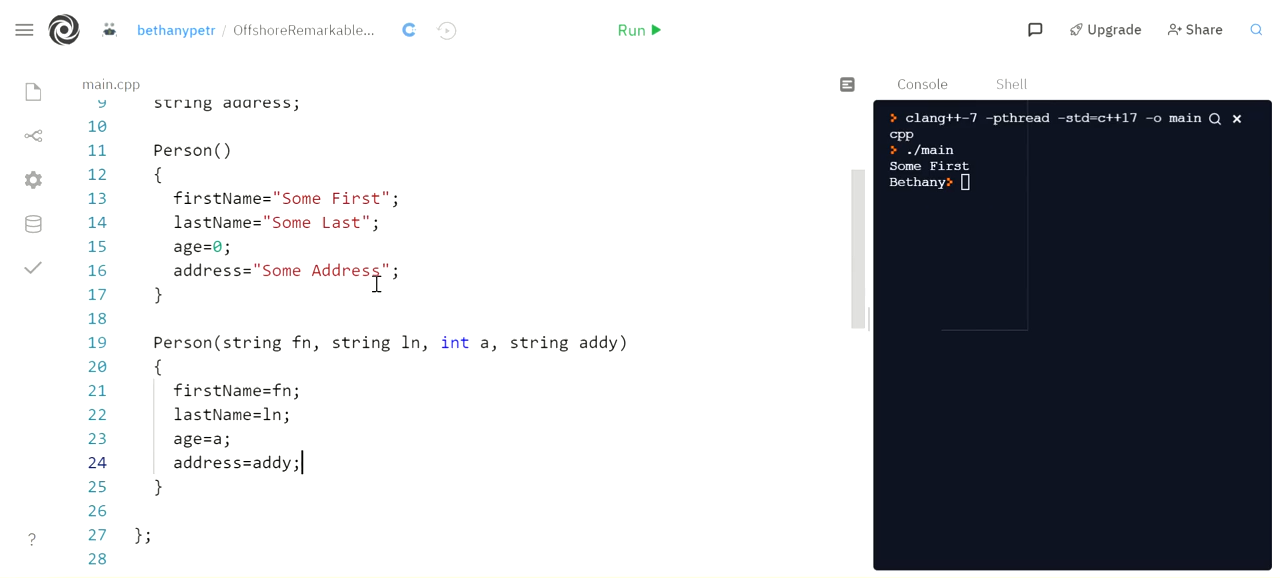 bethanypetr / OffshoreRemarkable...
Run
Upgrade
Share
main.cpp
Console
Shell
9 string address;
10
11 Person()
12 {
13 firstName="Some First";
14 lastName="Some Last";
15 age=0;
16 address="Some Address";
17 }
18
19 Person(string fn, string ln, int a, string addy)
20 {
21 firstName=fn;
22 lastName=ln;
23 age=a;
24 address=addy;
25 }
26
27 };
28
?
> clang++-7 -pthread -std=c++17 -o main
cpp
> ./main
Some First
Bethany>